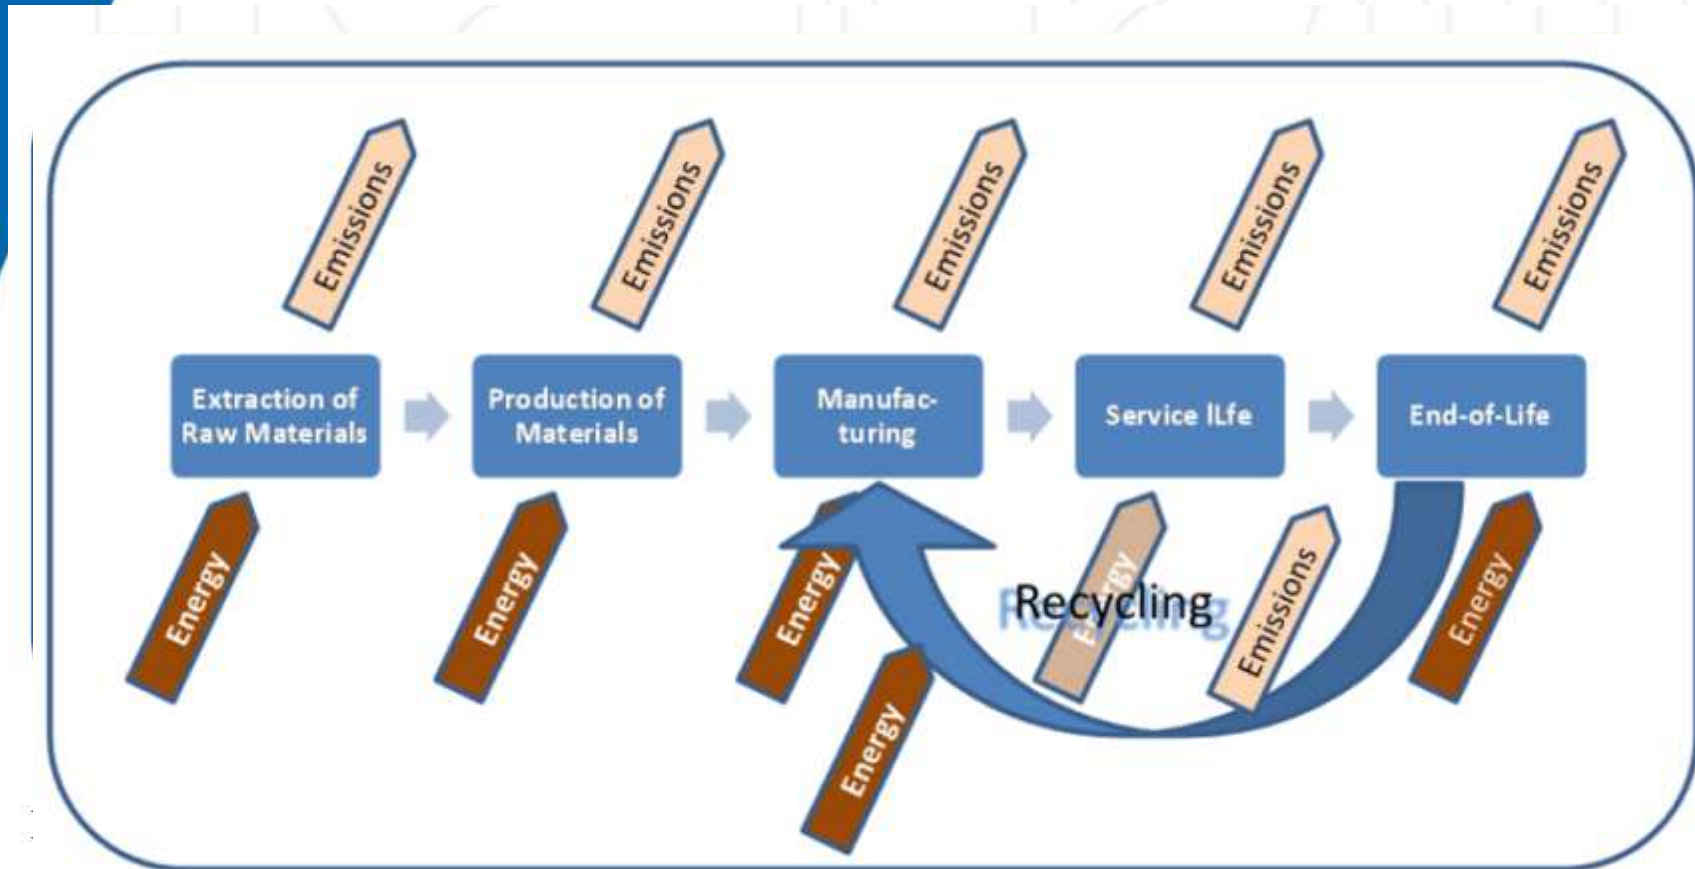 Emissions
Emissions
Emissions
Emissions
Emissions
Extraction of
Raw Materials
Production of
Materials
Manufac-
turing
Service lLfe
End-of-Life
Energy
Energy
Energy
Energy
Recycling
Emissions
Energy
Energy